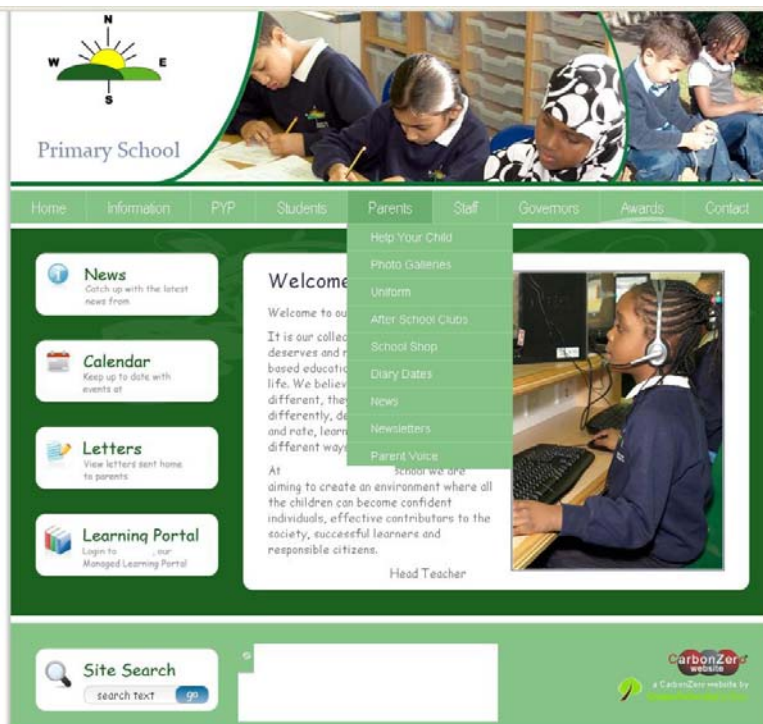 N
W E
S
Primary School
Home Information PYP Students Parents Staff Governors Awards Contact
Help Your Child
Photo Galleries
Uniform
After School Clubs
School Shop
Diary Dates
News
Newsletters
Parent Voice
News
Catch up with the latest
news from
Calendar
Keep up to date with
events at
Letters
View letters sent home
to parents
Learning Portal
Login to , our
Managed Learning Portal
Welcome
Welcome to ou
It is our collec
deserves and r
based educatio
life. We believ
different, they
differently, de
and rate, learn
different way
At school we are
aiming to create an environment where all
the children can become confident
individuals, effective contributors to the
society, successful learners and
responsible citizens.
Head Teacher
Site Search
search text go
CarbonZero
website
a CarbonZero website by